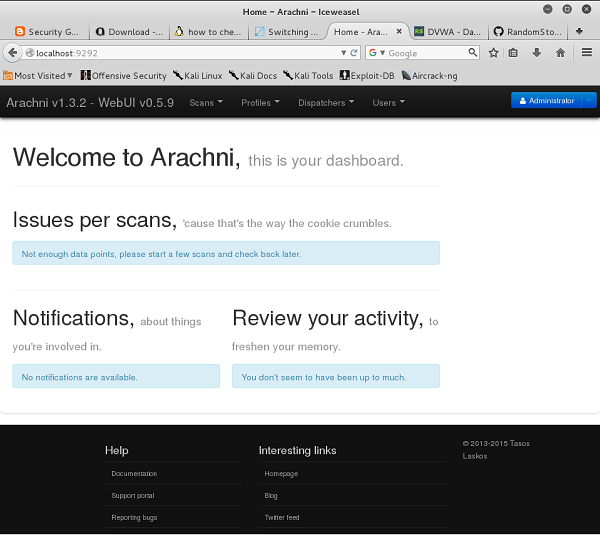 Home – Arachni – Iceweasel
Security G...
Download -...
how to che...
Switching ...
Home - Ara...
DVWA - Da...
RandomSto...
localhost:9292
Google
Most Visited
Offensive Security
Kali Linux
Kali Docs
Kali Tools
Exploit-DB
Aircrack-ng
Arachni v1.3.2 - WebUI v0.5.9
Scans
Profiles
Dispatchers
Users
Administrator
Welcome to Arachni, this is your dashboard.
Issues per scans, 'cause that's the way the cookie crumbles.
Not enough data points, please start a few scans and check back later.
Notifications, about things
you're involved in.
No notifications are available.
Review your activity, to
freshen your memory.
You don't seem to have been up to much.
Help
Documentation
Support portal
Reporting bugs
Interesting links
Homepage
Blog
Twitter feed
© 2013-2015 Tasos
Laskos